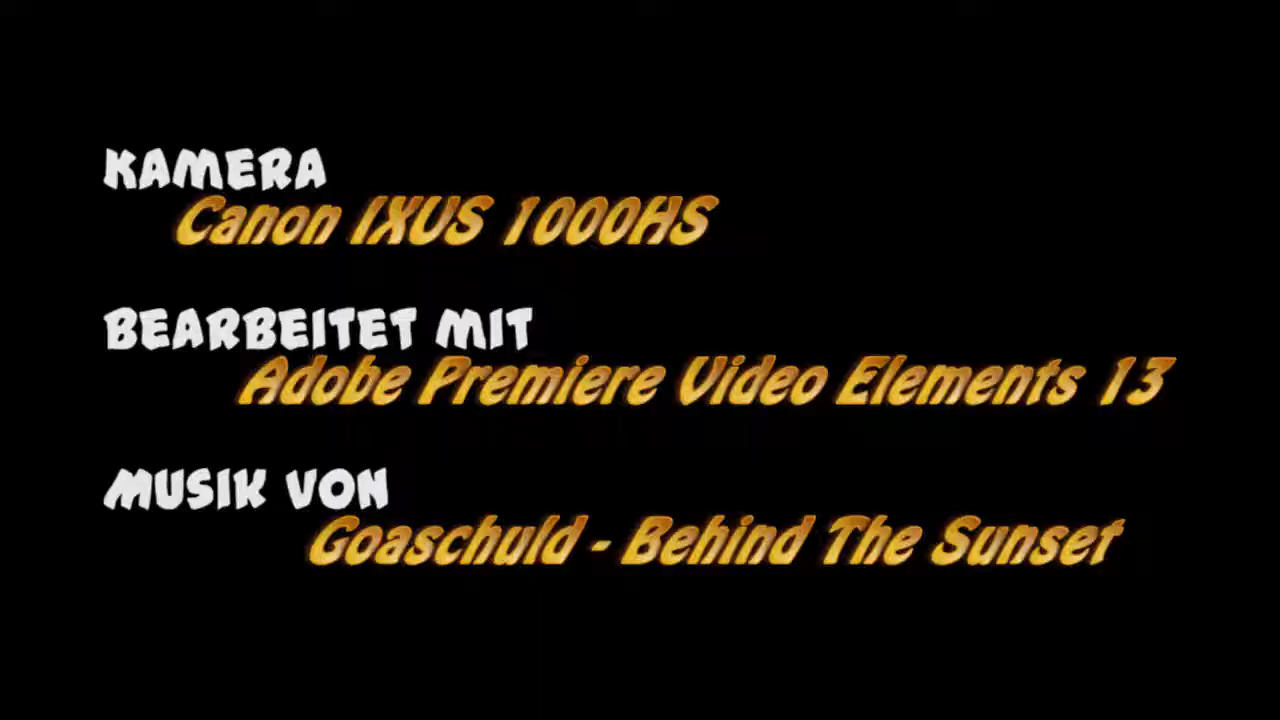 KAMERA
Canon IXUS 1000HS
BEARBEITET MIT
Adobe Premiere Video Elements 13
MUSIK VON
Goaschuld - Behind The Sunset